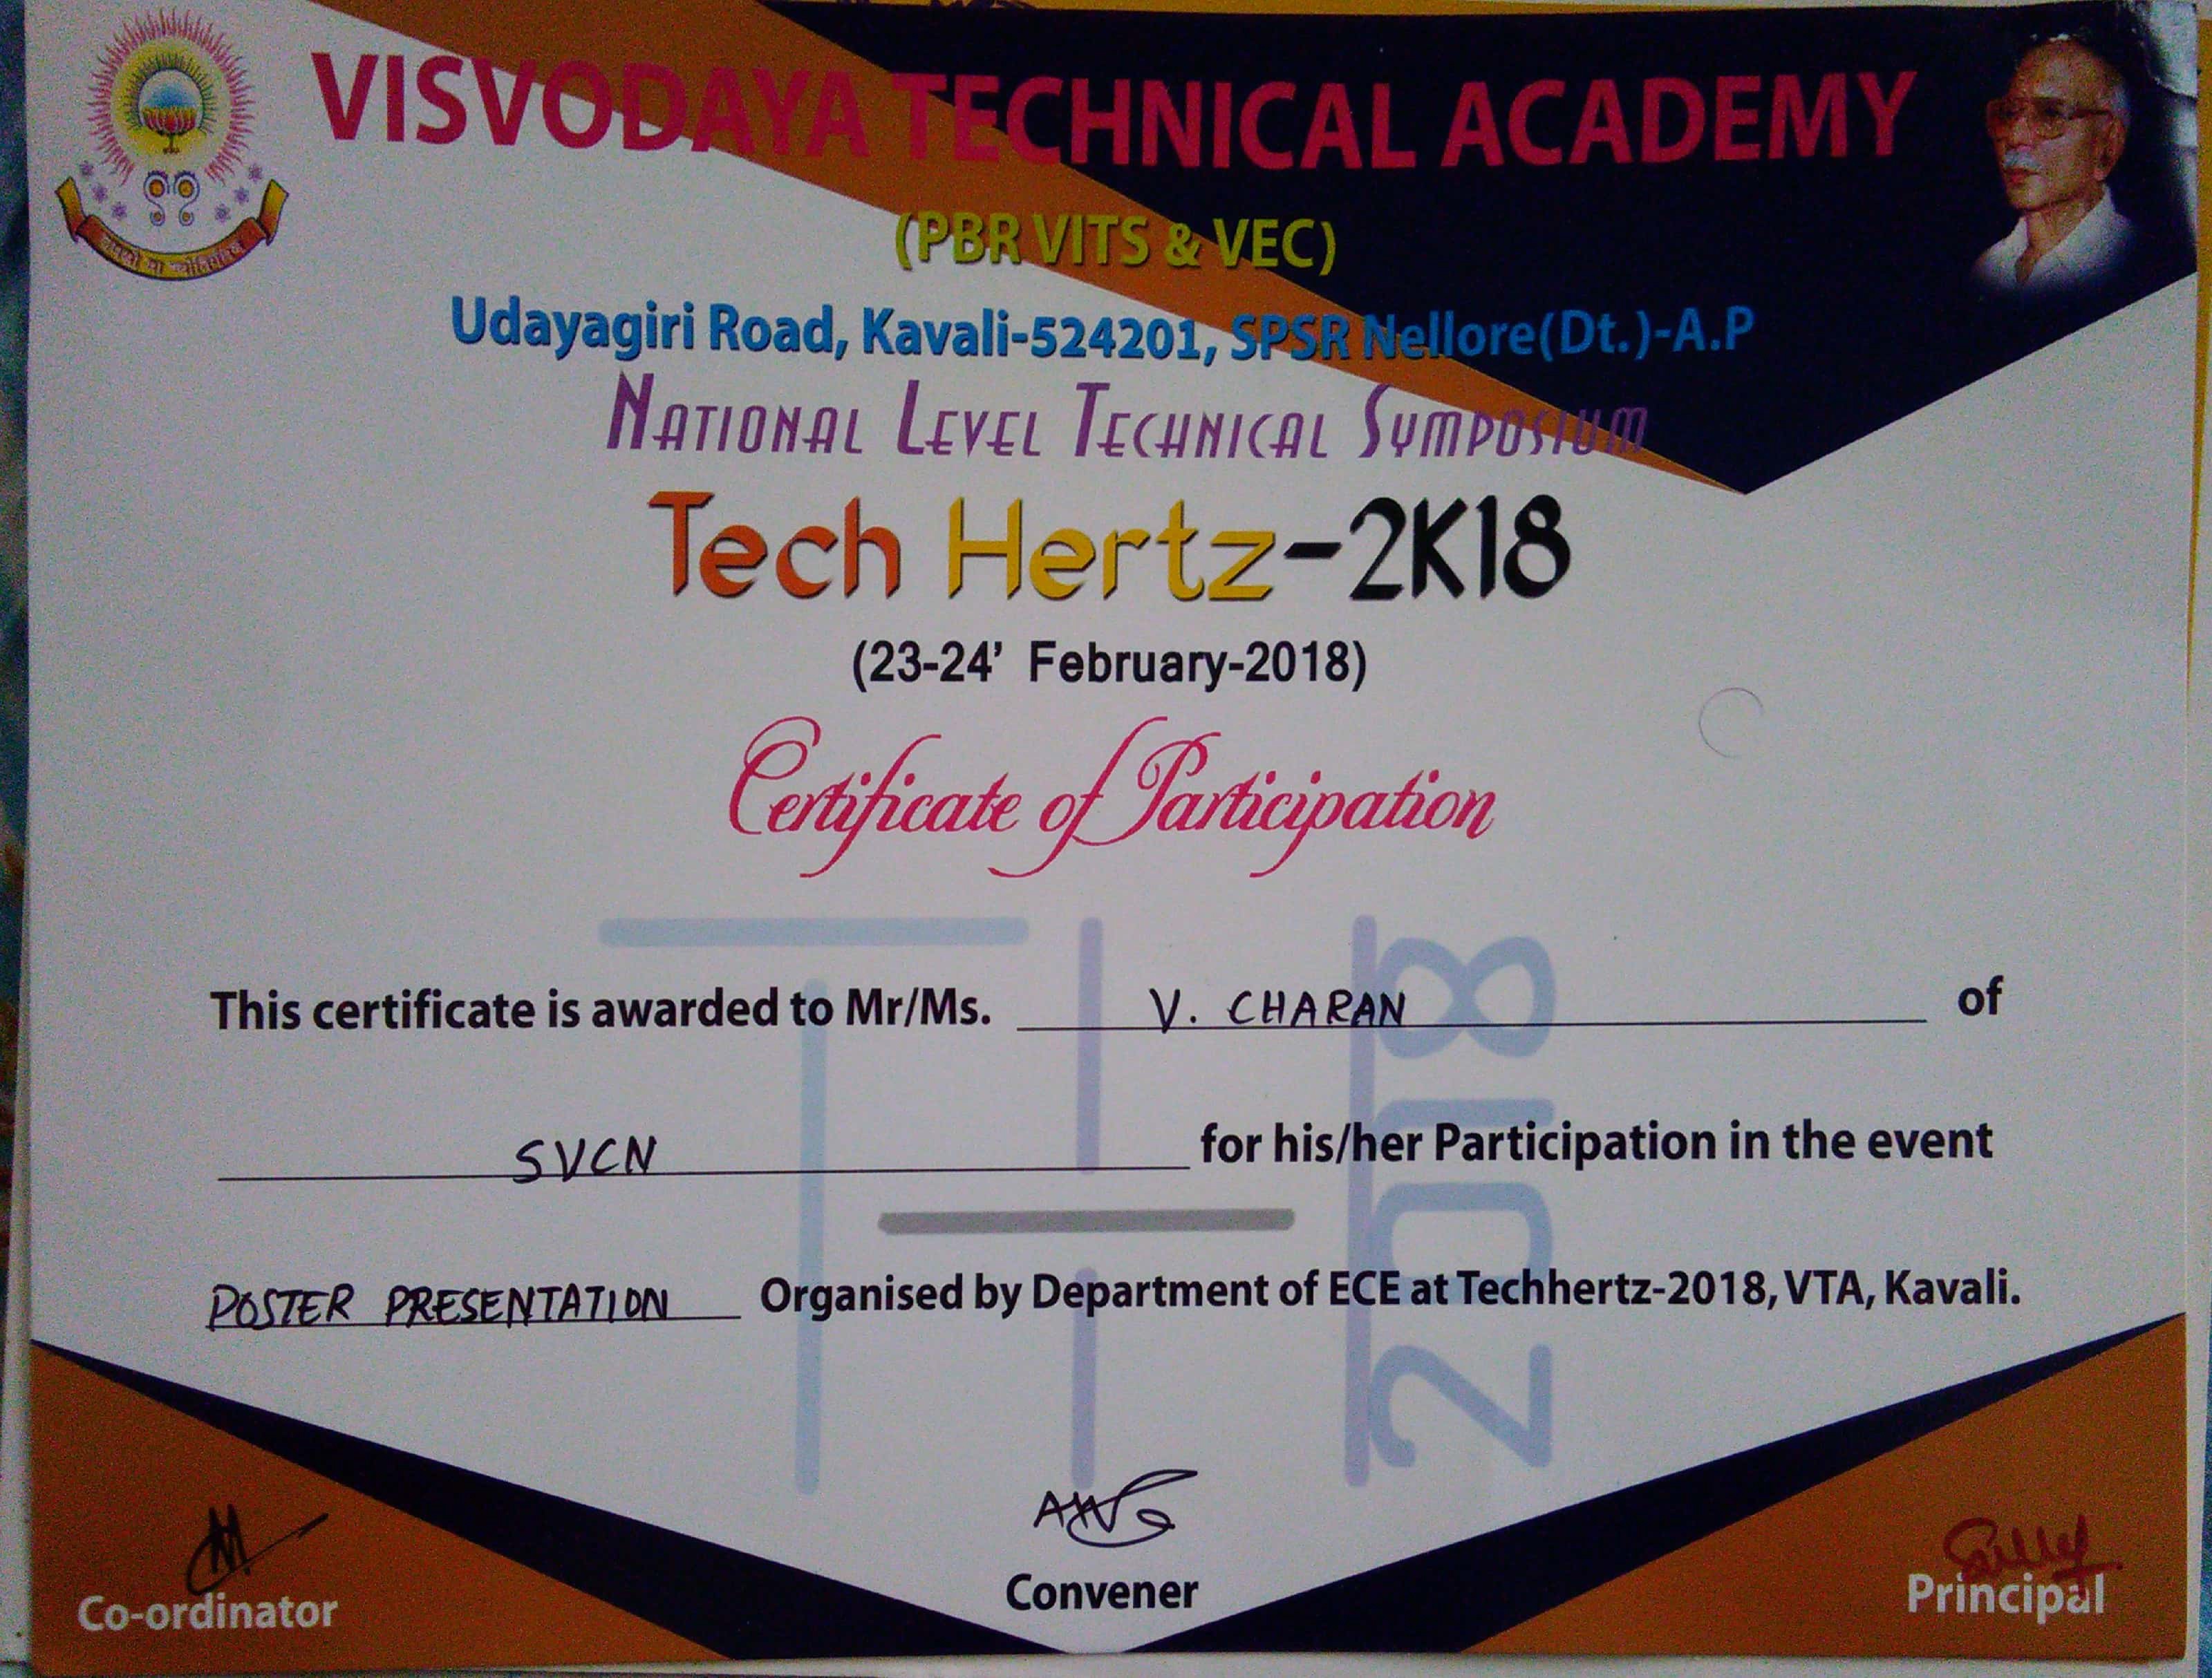 VISVODAYA TECHNICAL ACADEMY
(PBR VITS & VEC)
Udayagiri Road, Kavali-524201, SPSR Nellore(Dt.)-A.P
NATIONAL LEVEL TECHNICAL SYMPOSIUM
Tech Hertz-2K18
(23-24' February-2018)
Certificate of Participation
This certificate is awarded to Mr/Ms. V. CHARAN of
SVCN for his/her Participation in the event
POSTER PRESENTATION Organised by Department of ECE at Techhertz-2018, VTA, Kavali.
2018
Co-ordinator
Convener
Principal